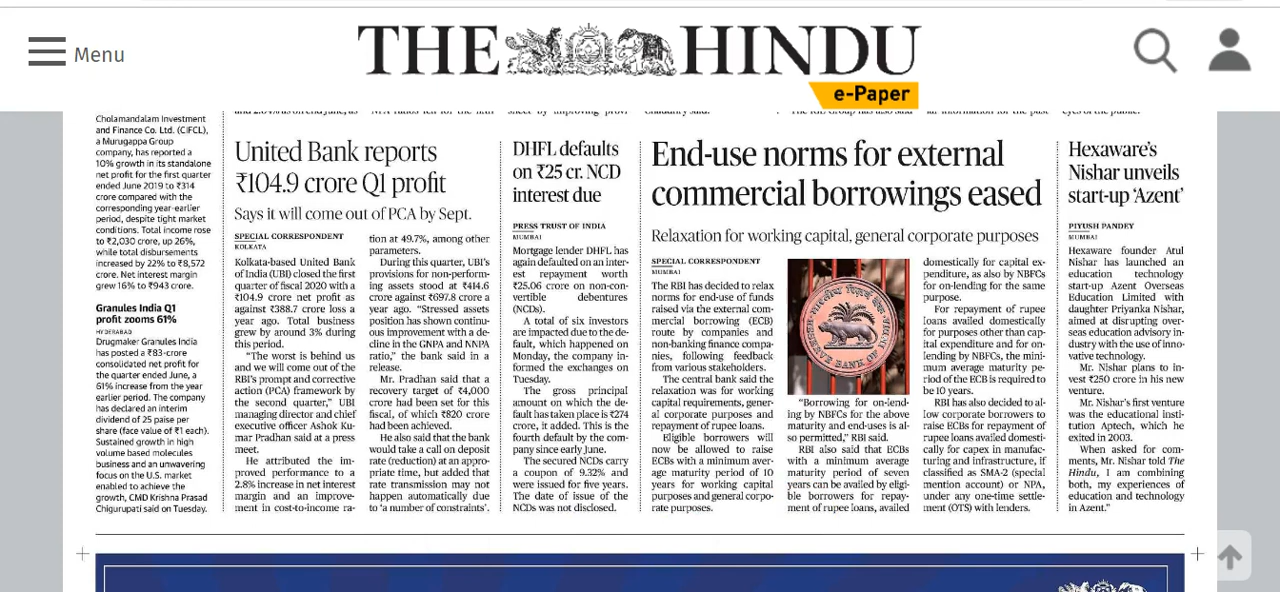 Menu
THE HINDU
e-Paper
Cholamandalam Investment
and Finance Co. Ltd. (CIFCL),
a Murugappa Group
company, has reported a
10% growth in its standalone
net profit for the first quarter
ended June 2019 to ₹314
crore compared with the
corresponding year-earlier
period, despite tight market
conditions. Total income rose
to ₹2,030 crore, up 26%,
while total disbursements
increased by 22% to ₹8,572
crore. Net interest margin
grew 16% to ₹943 crore.
Granules India Q1
profit zooms 61%
HYDERABAD
Drugmaker Granules India
has posted a ₹83-crore
consolidated net profit for
the quarter ended June, a
61% increase from the year
earlier period. The company
has declared an interim
dividend of 25 paise per
share (face value of ₹1 each).
Sustained growth in high
volume based molecules
business and an unwavering
focus on the U.S. market
enabled to achieve the
growth, CMD Krishna Prasad
Chigurupati said on Tuesday.
United Bank reports
₹104.9 crore Q1 profit
Says it will come out of PCA by Sept.
SPECIAL CORRESPONDENT
KOLKATA
Kolkata-based United Bank
of India (UBI) closed the first
quarter of fiscal 2020 with a
₹104.9 crore net profit as
against ₹388.7 crore loss a
year ago. Total business
grew by around 3% during
this period.
“The worst is behind us
and we will come out of the
RBI’s prompt and corrective
action (PCA) framework by
the second quarter,” UBI
managing director and chief
executive officer Ashok Ku-
mar Pradhan said at a press
meet.
He attributed the im-
proved performance to a
2.8% increase in net interest
margin and an improve-
ment in cost-to-income ra-
tion at 49.7%, among other
parameters.
During this quarter, UBI’s
provisions for non-perform-
ing assets stood at ₹414.6
crore against ₹697.8 crore a
year ago. “Stressed assets
position has shown continu-
ous improvement with a de-
cline in the GNPA and NNPA
ratio,” the bank said in a
release.
Mr. Pradhan said that a
recovery target of ₹4,000
crore had been set for this
fiscal, of which ₹820 crore
had been achieved.
He also said that the bank
would take a call on deposit
rate (reduction) at an appro-
priate time, but added that
rate transmission may not
happen automatically due
to ‘a number of constraints’.
DHFL defaults
on ₹25 cr. NCD
interest due
PRESS TRUST OF INDIA
MUMBAI
Mortgage lender DHFL has
again defaulted on an inter-
est repayment worth
₹25.06 crore on non-con-
vertible debentures
(NCDs).
A total of six investors
are impacted due to the de-
fault, which happened on
Monday, the company in-
formed the exchanges on
Tuesday.
The gross principal
amount on which the de-
fault has taken place is ₹274
crore, it added. This is the
fourth default by the com-
pany since early June.
The secured NCDs carry
a coupon of 9.32% and
were issued for five years.
The date of issue of the
NCDs was not disclosed.
End-use norms for external
commercial borrowings eased
Relaxation for working capital, general corporate purposes
SPECIAL CORRESPONDENT
MUMBAI
The RBI has decided to relax
norms for end-use of funds
raised via the external com-
mercial borrowing (ECB)
route by companies and
non-banking finance compa-
nies, following feedback
from various stakeholders.
The central bank said the
relaxation was for working
capital requirements, gener-
al corporate purposes and
repayment of rupee loans.
Eligible borrowers will
now be allowed to raise
ECBs with a minimum aver-
age maturity period of 10
years for working capital
purposes and general corpo-
rate purposes.
RESERVE BANK OF INDIA
“Borrowing for on-lend-
ing by NBFCs for the above
maturity and end-uses is al-
so permitted,” RBI said.
RBI also said that ECBs
with a minimum average
maturity period of seven
years can be availed by eligi-
ble borrowers for repay-
ment of rupee loans, availed
domestically for capital ex-
penditure, as also by NBFCs
for on-lending for the same
purpose.
For repayment of rupee
loans availed domestically
for purposes other than cap-
ital expenditure and for on-
lending by NBFCs, the mini-
mum average maturity pe-
riod of the ECB is required to
be 10 years.
RBI has also decided to al-
low corporate borrowers to
raise ECBs for repayment of
rupee loans availed domesti-
cally for capex in manufac-
turing and infrastructure, if
classified as SMA-2 (special
mention account) or NPA,
under any one-time settle-
ment (OTS) with lenders.
Hexaware’s
Nishar unveils
start-up ‘Azent’
PIYUSH PANDEY
MUMBAI
Hexaware founder Atul
Nishar has launched an
education technology
start-up Azent Overseas
Education Limited with
daughter Priyanka Nishar,
aimed at disrupting over-
seas education advisory in-
dustry with the use of inno-
vative technology.
Mr. Nishar plans to in-
vest ₹250 crore in his new
venture.
Mr. Nishar’s first venture
was the educational insti-
tution Aptech, which he
exited in 2003.
When asked for com-
ments, Mr. Nishar told The
Hindu, I am combining
both, my experiences of
education and technology
in Azent.”